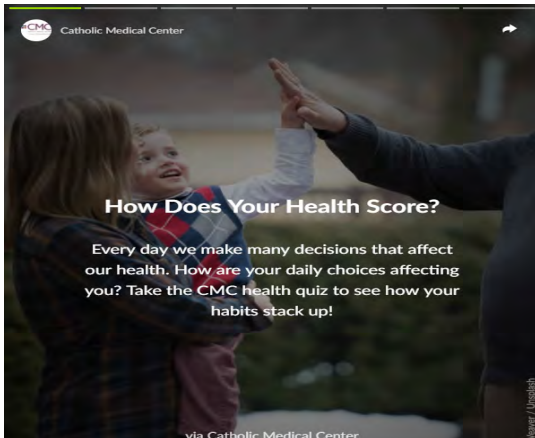 CMC
Catholic Medical Center
How Does Your Health Score?
Every day we make many decisions that affect
our health. How are your daily choices affecting
you? Take the CMC health quiz to see how your
habits stack up!
via Catholic Medical Center
/ Unsplash